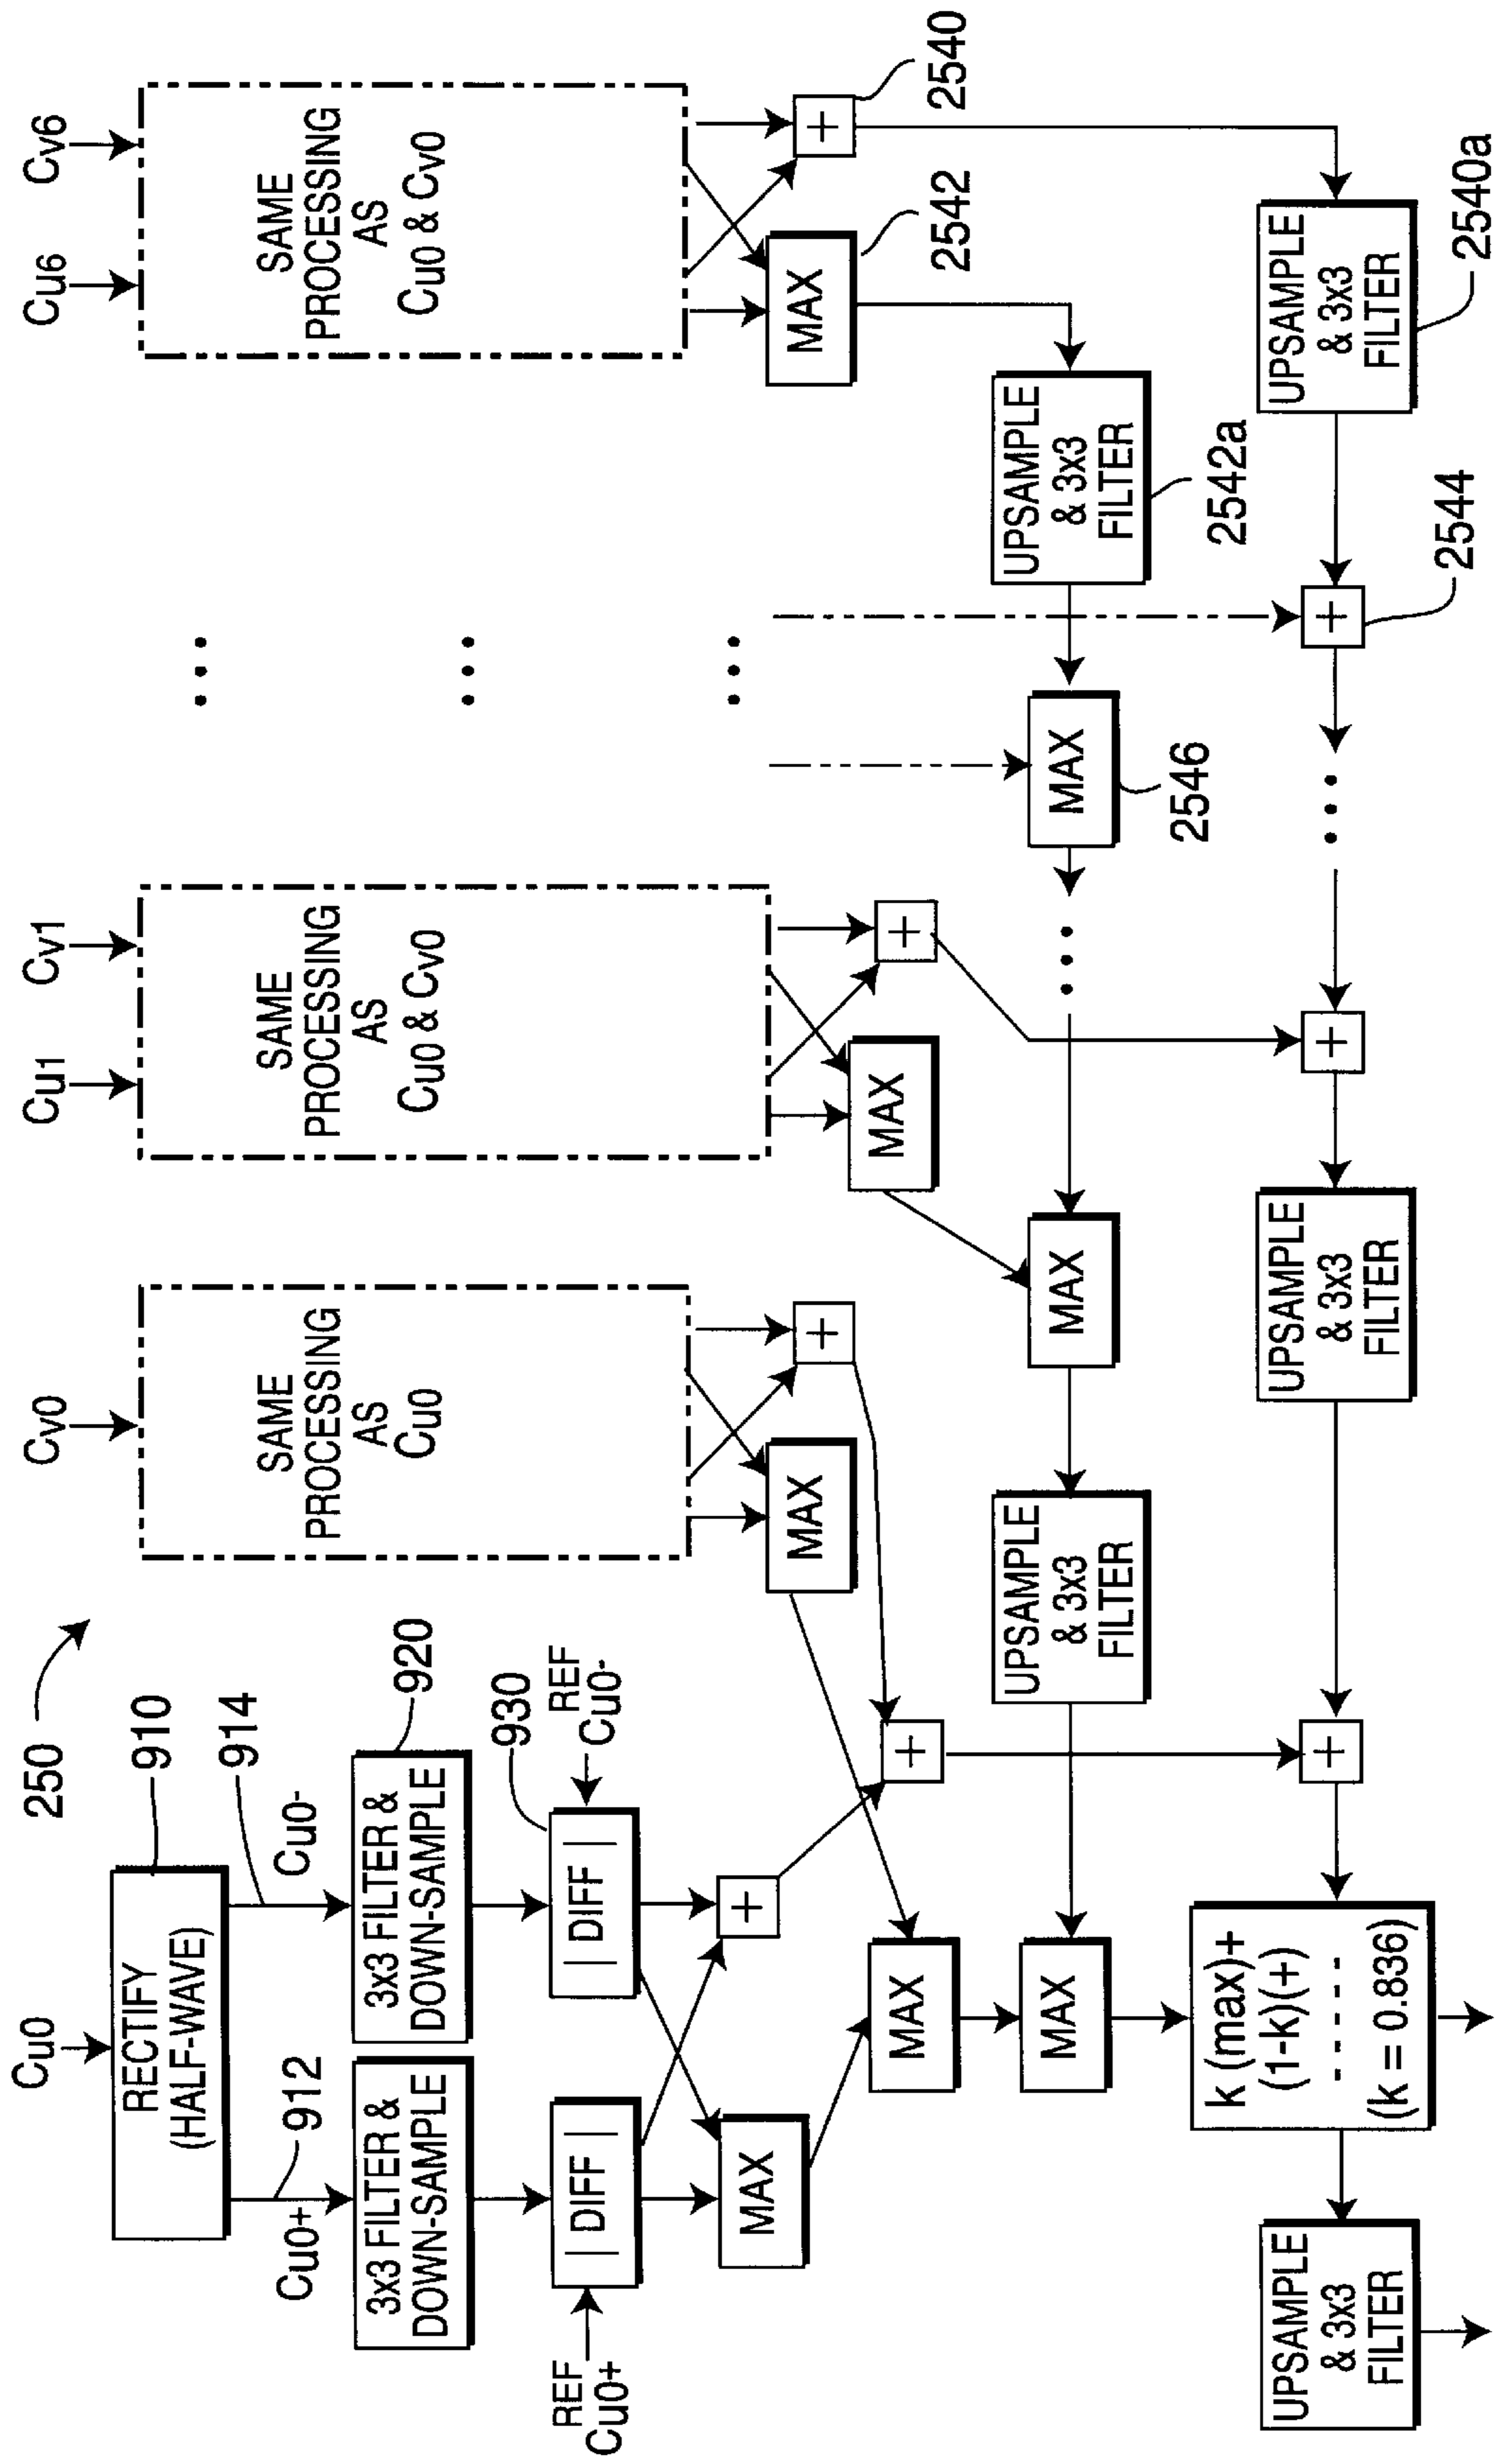 250
Cu0
RECTIFY
(HALF-WAVE)
910
912
914
Cu0+
Cu0-
3x3 FILTER &
DOWN-SAMPLE
3x3 FILTER &
DOWN-SAMPLE
920
REF
Cu0+
| DIFF |
| DIFF |
930
REF
Cu0-
MAX
+
+
MAX
MAX
k (max)+
(1-k)(+)
- - - - -
(k = 0.836)
UPSAMPLE
& 3x3
FILTER
Cv0
SAME
PROCESSING
AS
Cu0
MAX
+
UPSAMPLE
& 3x3
FILTER
+
Cu1
Cv1
SAME
PROCESSING
AS
Cu0 & Cv0
MAX
+
MAX
UPSAMPLE
& 3x3
FILTER
+
...
...
...
...
...
MAX
2546
+
2544
Cu6
Cv6
SAME
PROCESSING
AS
Cu0 & Cv0
MAX
2542
+
2540
UPSAMPLE
& 3x3
FILTER
2542a
UPSAMPLE
& 3x3
FILTER
2540a